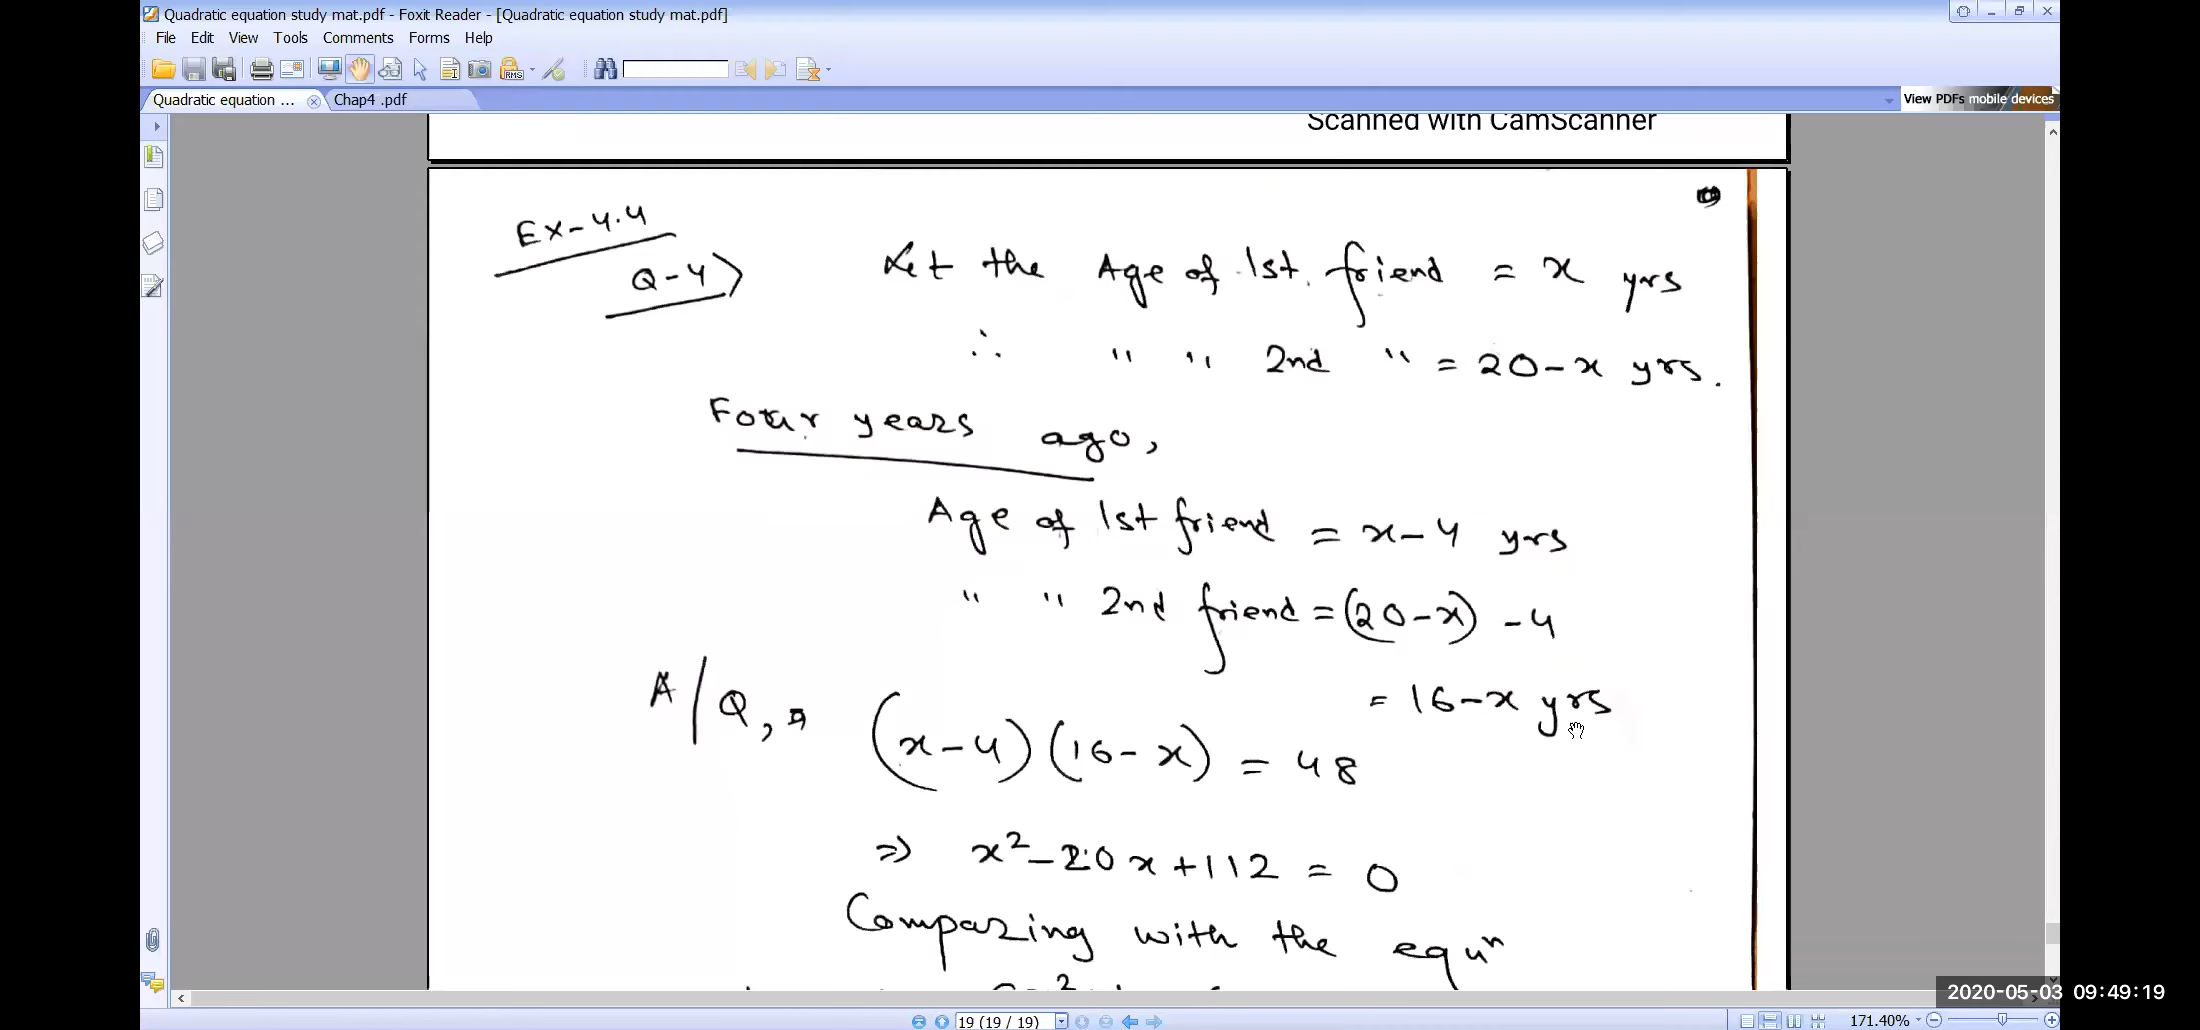 Quadratic equation study mat.pdf - Foxit Reader - [Quadratic equation study mat.pdf]
File Edit View Tools Comments Forms Help
RMS
Quadratic equation ... Chap4 .pdf
View PDFs mobile devices
Scanned with CamScanner
Ex-4.4
Q-4>
Let the Age of 1st friend = x yrs
∴ " " 2nd " = 20-x yrs.
Four years ago,
Age of 1st friend = x-4 yrs
" " 2nd friend = (20-x) -4
= 16-x yrs
A/Q,
(x-4)(16-x) = 48
⇒ x²-20x+112 = 0
Comparing with the equⁿ
2020-05-03 09:49:19
19 (19 / 19)
171.40%